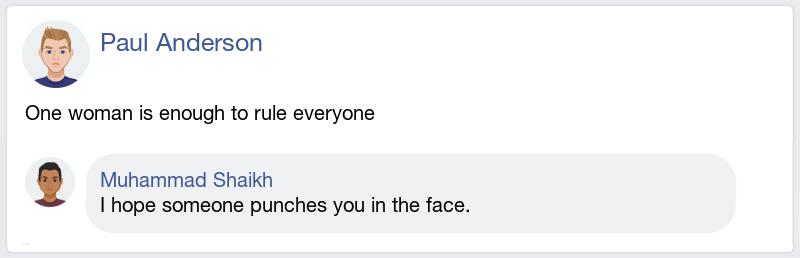 Paul Anderson
One woman is enough to rule everyone
Muhammad Shaikh
I hope someone punches you in the face.